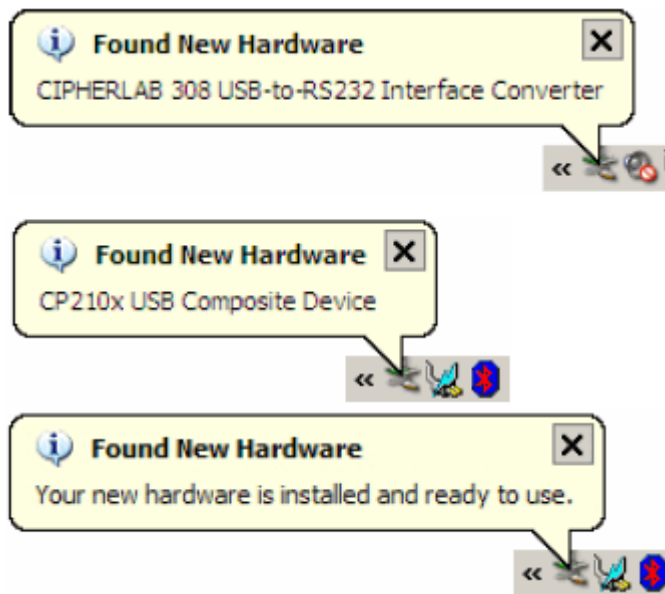 Found New Hardware
CIPHERLAB 308 USB-to-RS232 Interface Converter
«
Found New Hardware
CP210x USB Composite Device
«
Found New Hardware
Your new hardware is installed and ready to use.
«